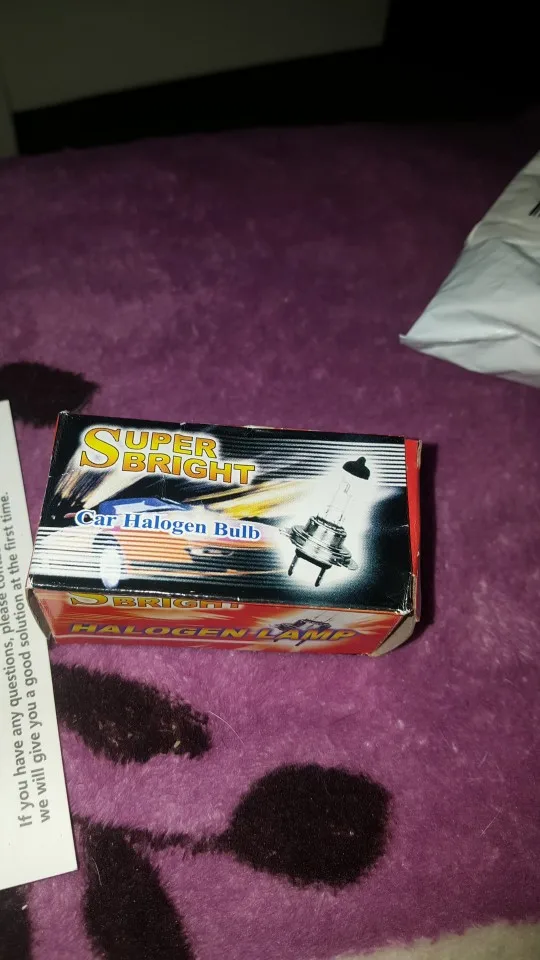 SUPER
BRIGHT
Car Halogen Bulb
BRIGHT
HALOGEN LAMP
If you have any questions, please
we will give you a good solution at the first time.